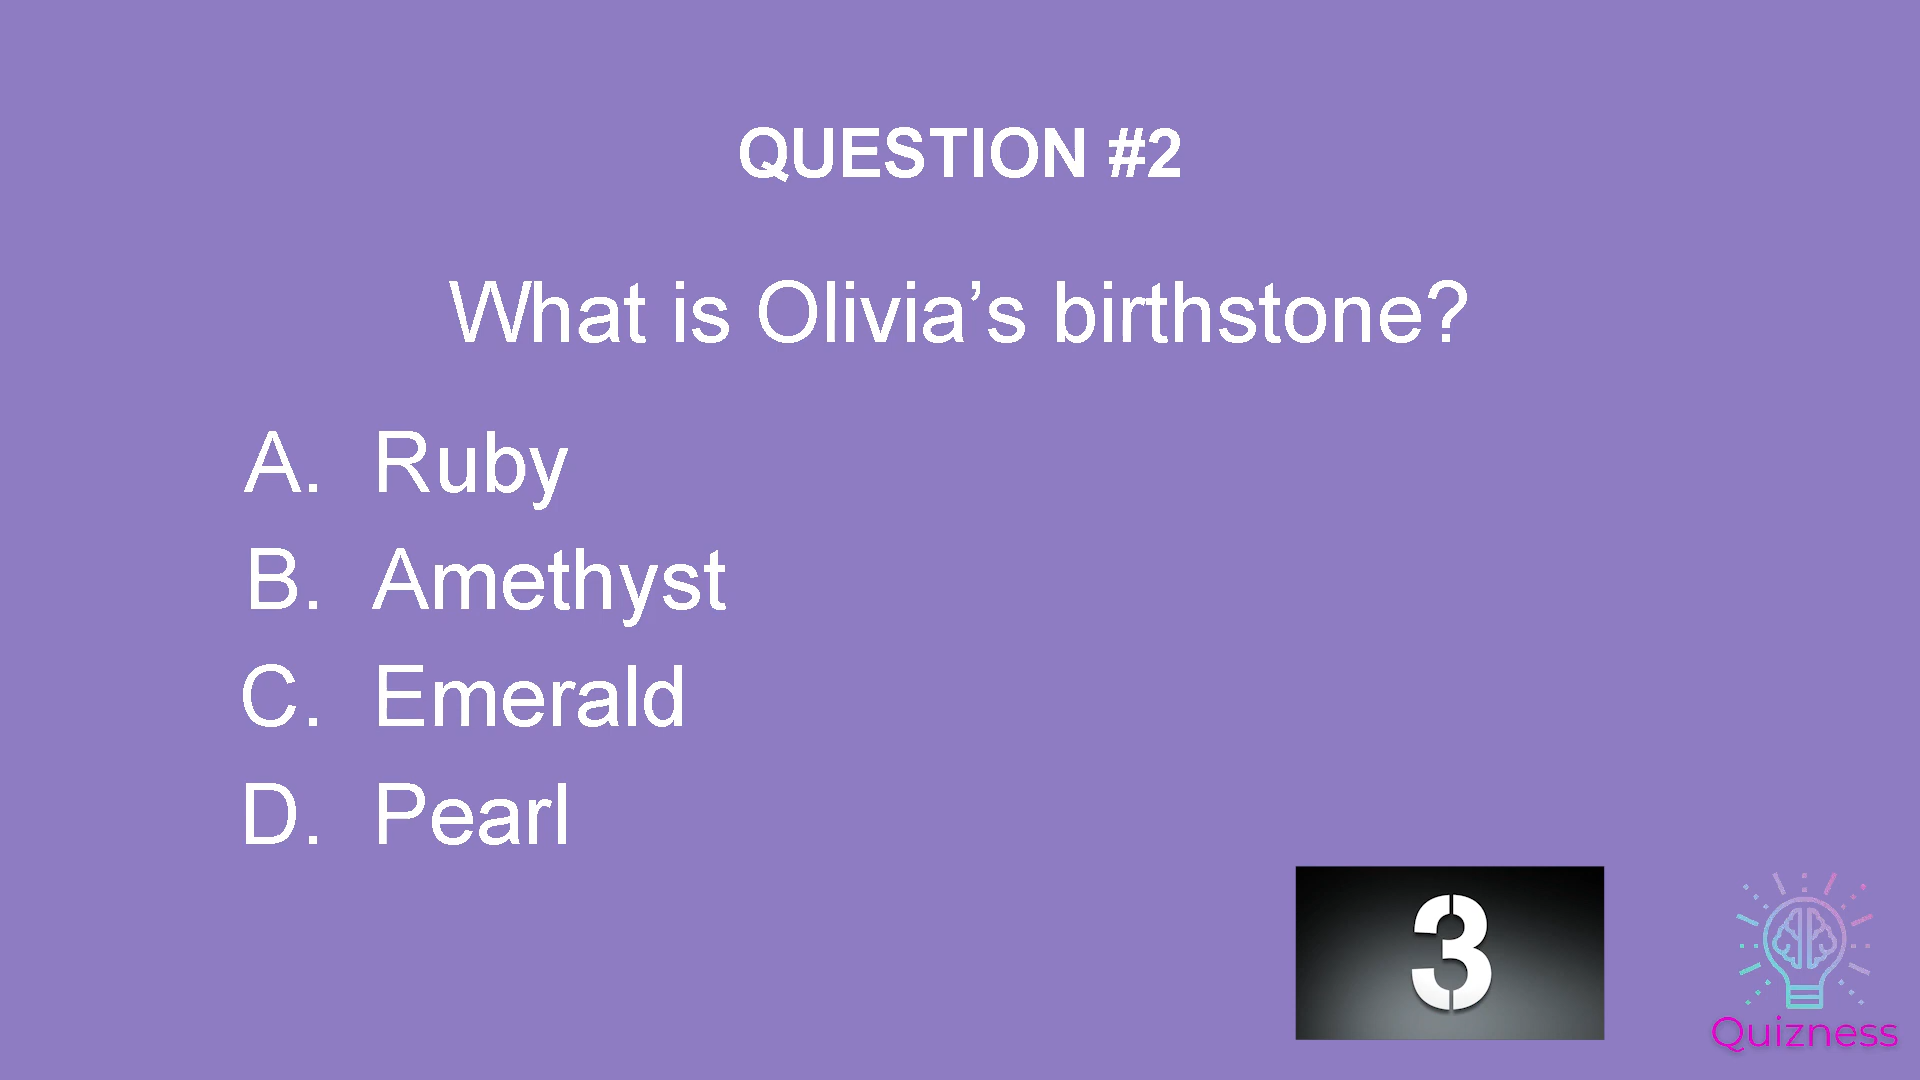 QUESTION #2
What is Olivia’s birthstone?
A. Ruby
B. Amethyst
C. Emerald
D. Pearl
3
Quizness